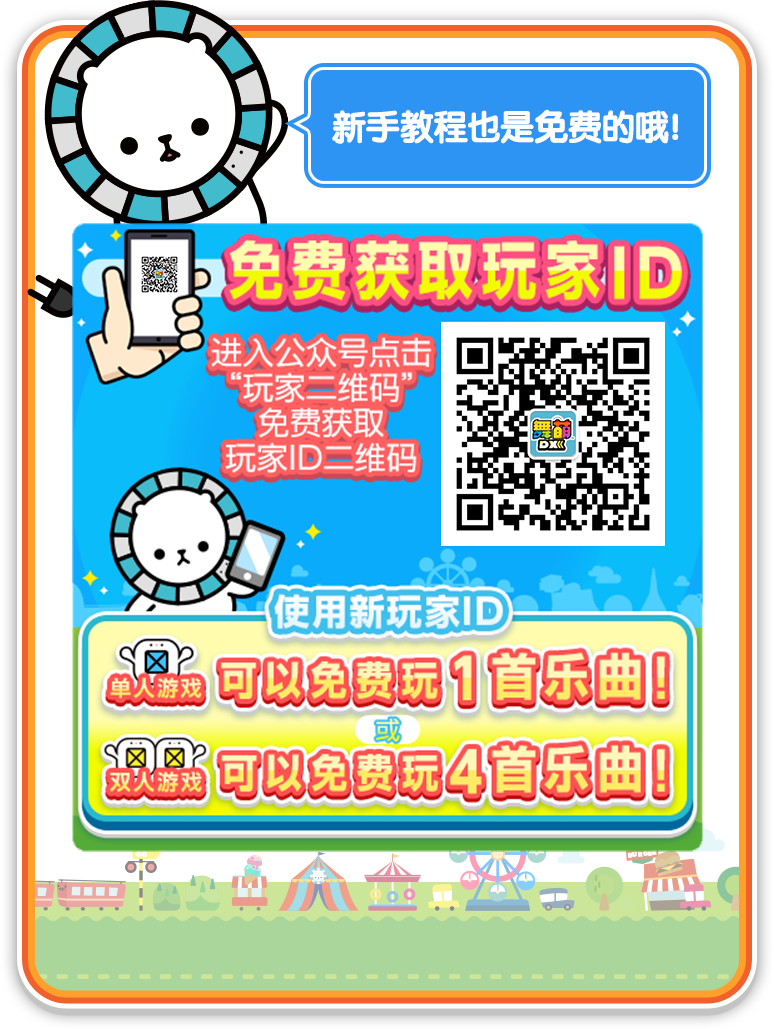 新手教程也是免费的哦!
免费获取玩家ID
进入公众号点击
“玩家二维码”
免费获取
玩家ID二维码
舞萌
DX
使用新玩家ID
单人游戏 可以免费玩1首乐曲!
或
双人游戏 可以免费玩4首乐曲!